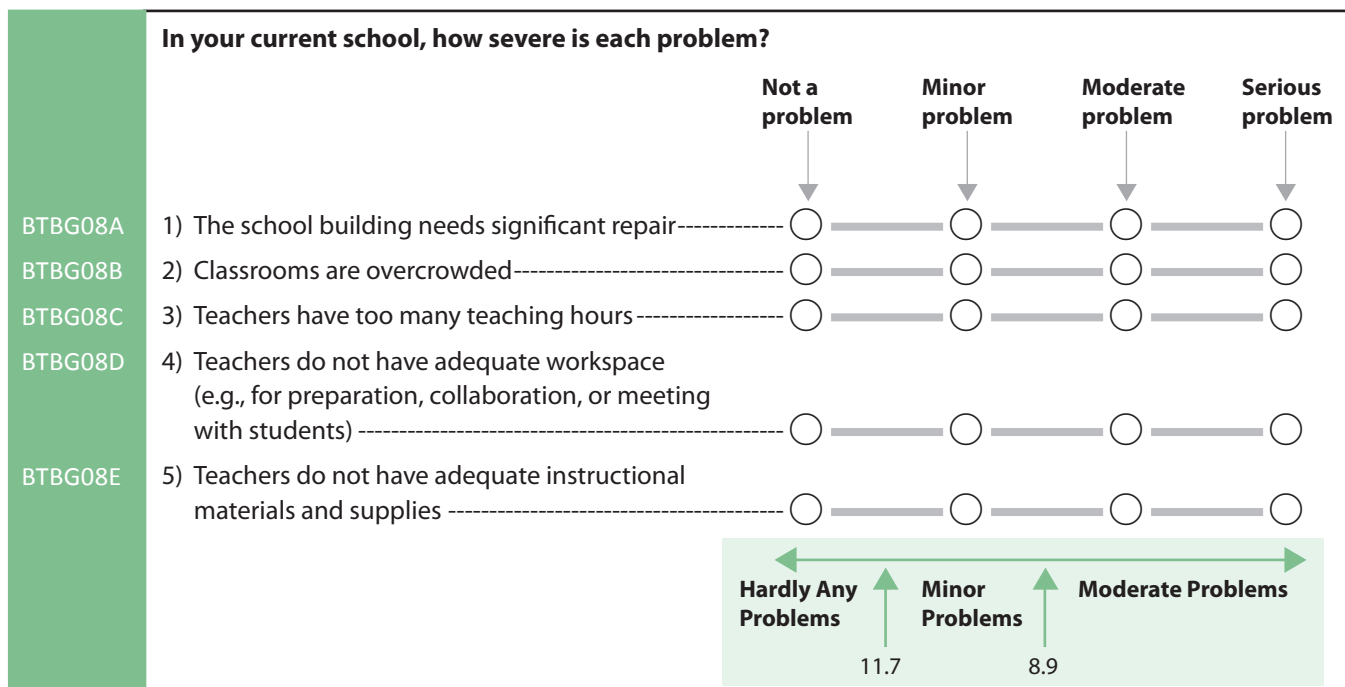 In your current school, how severe is each problem?
Not a problem
Minor problem
Moderate problem
Serious problem
BTBG08A 1) The school building needs significant repair
BTBG08B 2) Classrooms are overcrowded
BTBG08C 3) Teachers have too many teaching hours
BTBG08D 4) Teachers do not have adequate workspace
(e.g., for preparation, collaboration, or meeting
with students)
BTBG08E 5) Teachers do not have adequate instructional
materials and supplies
Hardly Any Problems
Minor Problems
Moderate Problems
11.7 8.9